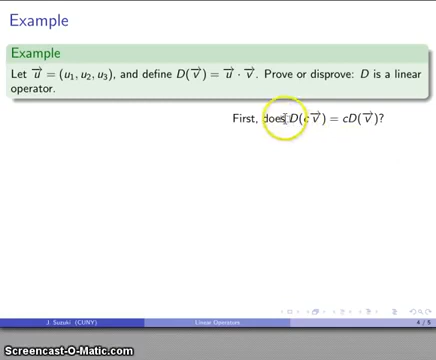 Example
Example
Let u⃗ = (u₁, u₂, u₃), and define D(v⃗) = u⃗ · v⃗. Prove or disprove: D is a linear
operator.
First, does D(cv⃗) = cD(v⃗)?
J. Suzuki (CUNY) Linear Operators 4 / 5
Screencast-O-Matic.com